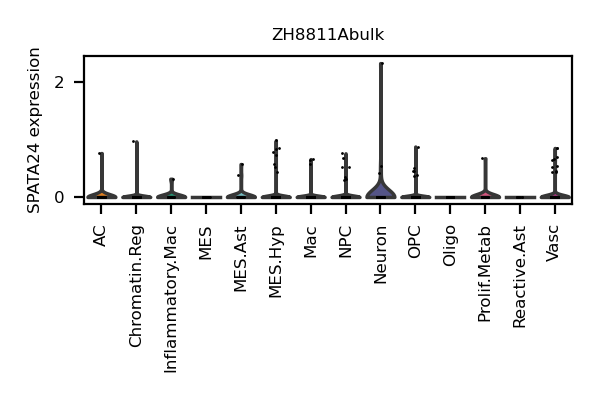 ZH8811Abulk
SPATA24 expression
2
0
AC
Chromatin.Reg
Inflammatory.Mac
MES
MES.Ast
MES.Hyp
Mac
NPC
Neuron
OPC
Oligo
Prolif.Metab
Reactive.Ast
Vasc